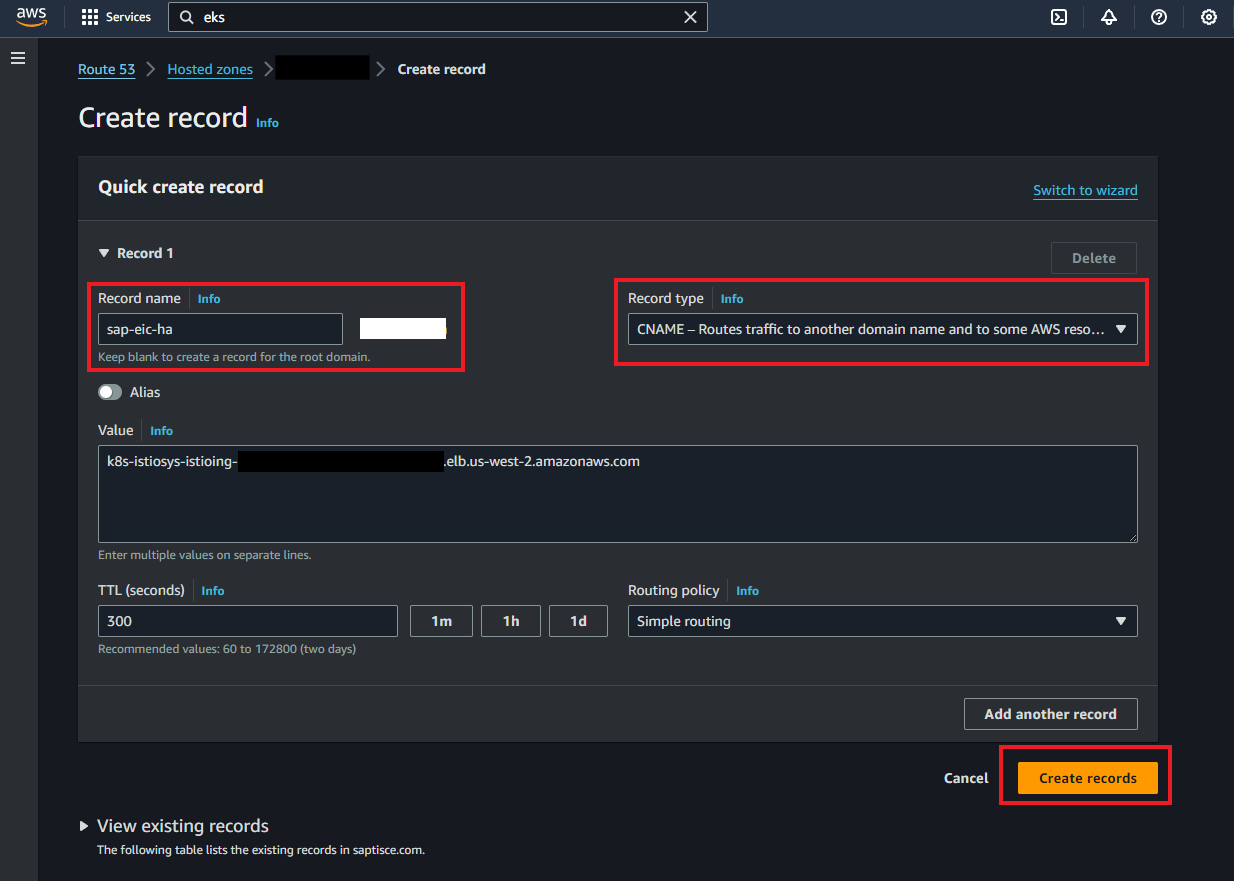 aws Services eks
Route 53 Hosted zones Create record
Create record Info
Quick create record
Switch to wizard
Record 1
Delete
Record name Info
Record type Info
sap-eic-ha
CNAME – Routes traffic to another domain name and to some AWS reso...
Keep blank to create a record for the root domain.
Alias
Value Info
k8s-istiosys-istioing- .elb.us-west-2.amazonaws.com
Enter multiple values on separate lines.
TTL (seconds) Info
Routing policy Info
300 1m 1h 1d
Simple routing
Recommended values: 60 to 172800 (two days)
Add another record
Cancel Create records
View existing records
The following table lists the existing records in saptisce.com.